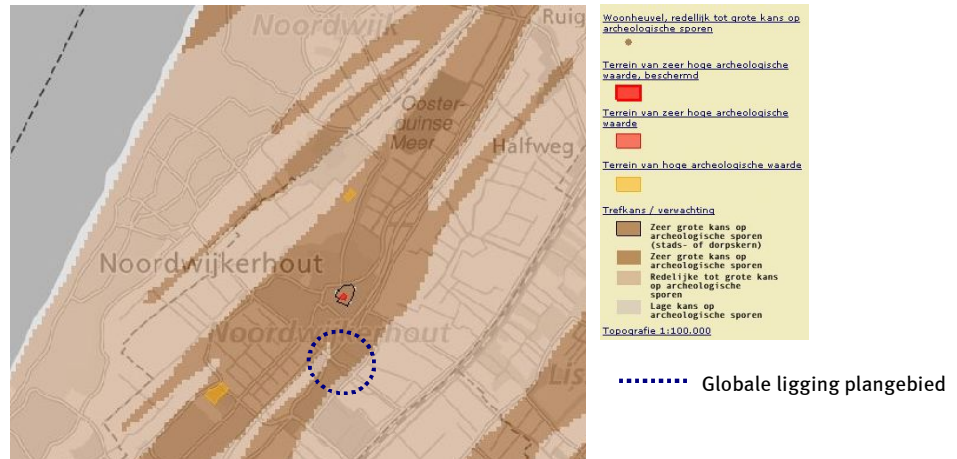 Noordwijk
Ruig
Ooster-
duinse
Meer
Halfweg
Noordwijkerhout
Noordwijkerhout
Lis
Woonheuvel, redellijk tot grote kans op
archeologische sporen
Terrein van zeer hoge archeologische
waarde, beschermd
Terrein van zeer hoge archeologische
waarde
Terrein van hoge archeologische waarde
Trefkans / verwachting
Zeer grote kans op
archeologische sporen
(stads- of dorpskern)
Zeer grote kans op
archeologische sporen
Redelijke tot grote kans
op archeologische
sporen
Lage kans op
archeologische sporen
Topografie 1:100.000
Globale ligging plangebied